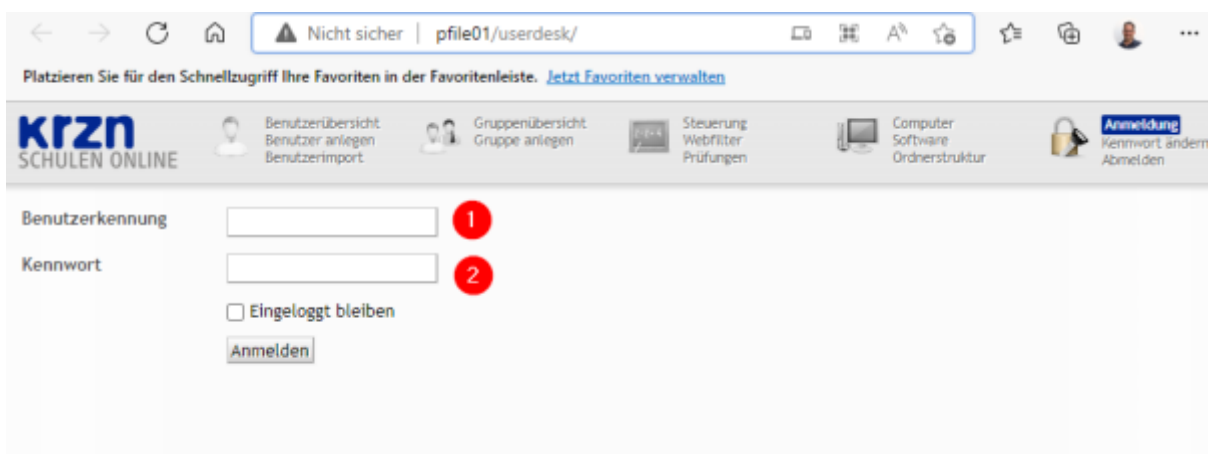 Nicht sicher | pfile01/userdesk/
Platzieren Sie für den Schnellzugriff Ihre Favoriten in der Favoritenleiste. Jetzt Favoriten verwalten
krzn
SCHULEN ONLINE
Benutzerübersicht
Benutzer anlegen
Benutzerimport
Gruppenübersicht
Gruppe anlegen
Steuerung
Webfilter
Prüfungen
Computer
Software
Ordnerstruktur
Anmeldung
Kennwort ändern
Abmelden
Benutzerkennung
1
Kennwort
2
Eingeloggt bleiben
Anmelden